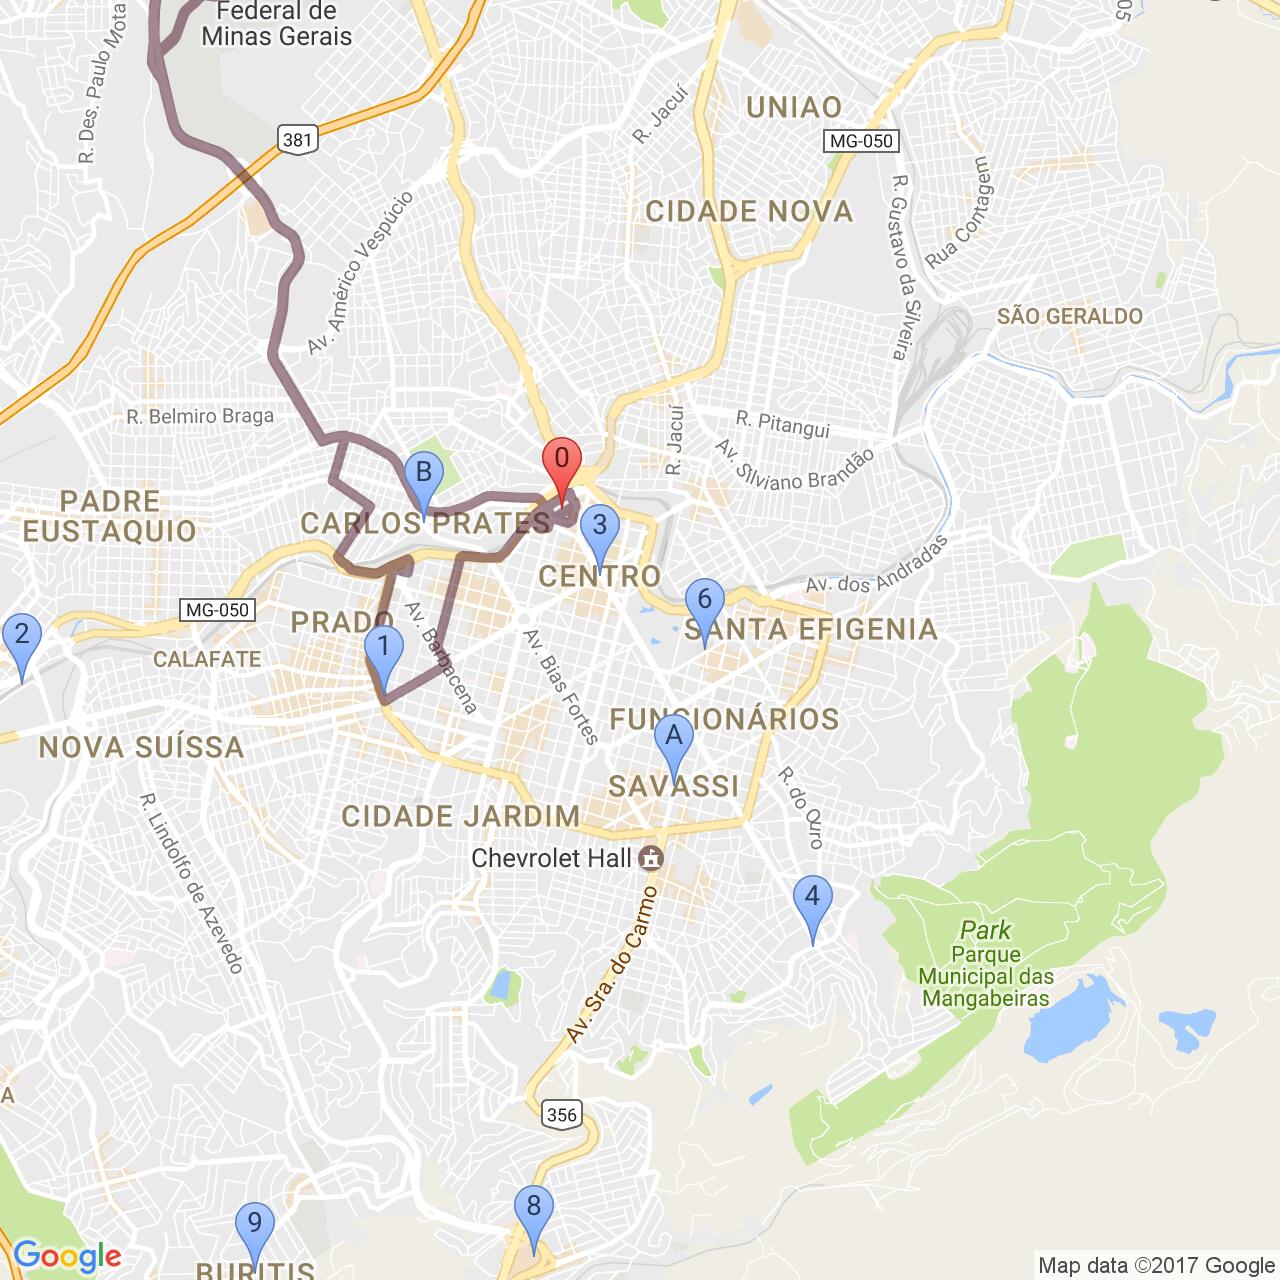 Federal de
Minas Gerais
R. Des. Paulo Mota
381
R. Jacuí
UNIAO
MG-050
05
Rua Contagem
R. Gustavo da Silveira
CIDADE NOVA
Av. Américo Vespúcio
SÃO GERALDO
R. Belmiro Braga
R. Jacuí
R. Pitangui
Av. Silviano Brandão
0
B
PADRE
EUSTAQUIO
CARLOS PRATES
3
CENTRO
Av. dos Andradas
MG-050
6
PRADO
SANTA EFIGENIA
2
1
CALAFATE
Av. Barbacena
Av. Bias Fortes
FUNCIONÁRIOS
A
NOVA SUÍSSA
SAVASSI
R. do Ouro
CIDADE JARDIM
R. Lindolfo de Azevedo
Chevrolet Hall
4
Av. Sra. do Carmo
Park
Parque
Municipal das
Mangabeiras
A
356
8
9
BURITIS
Google
Map data ©2017 Google